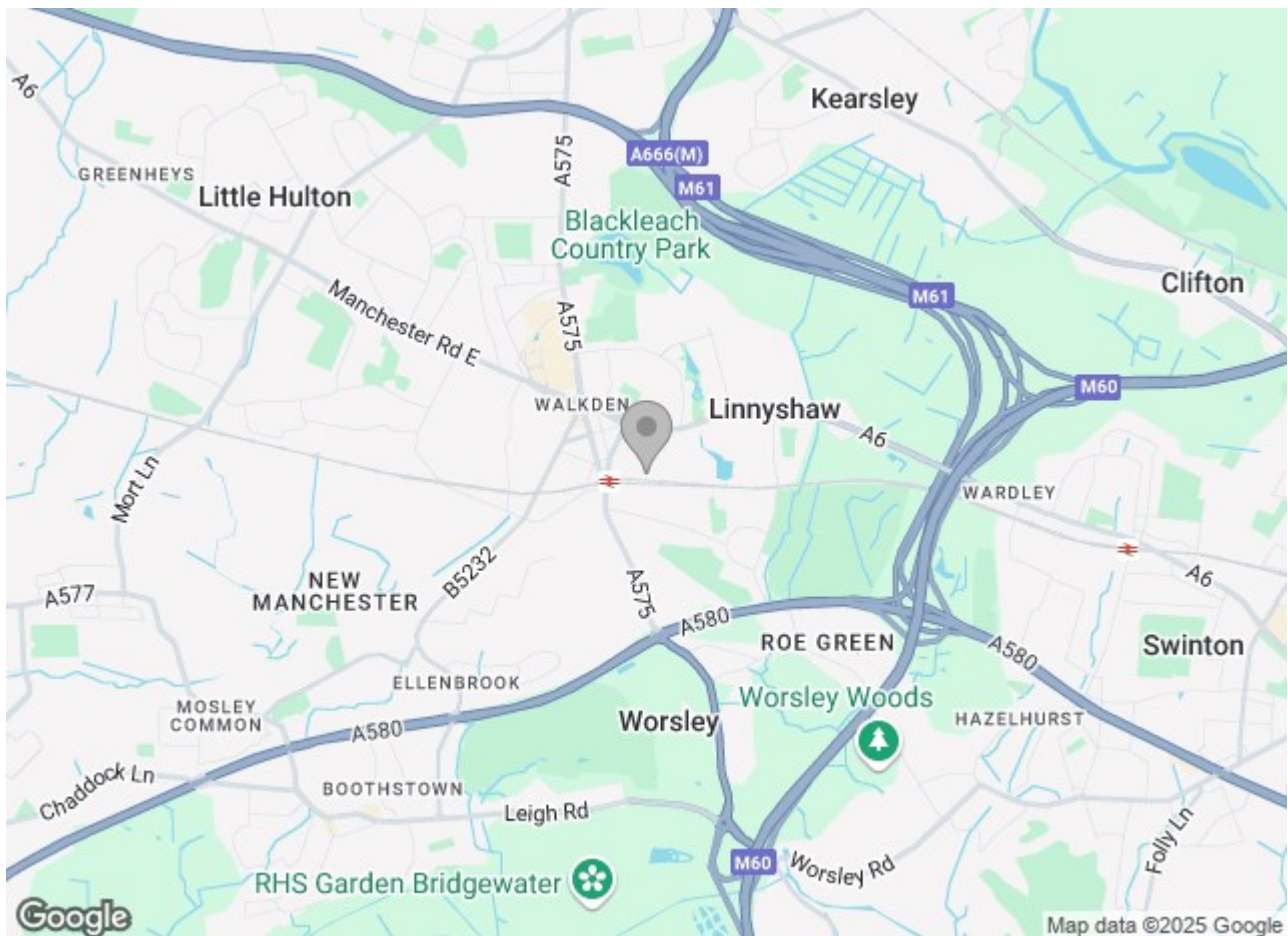 A6
GREENHEYS
Little Hulton
A575
Kearsley
A666(M)
M61
Blackleach
Country Park
M61
Clifton
Manchester Rd E
A575
M60
WALKDEN
Linnyshaw
A6
WARDLEY
Mort Ln
A577
NEW
MANCHESTER
B5232
A575
A580
ROE GREEN
A580
A6
Swinton
ELLENBROOK
MOSLEY
COMMON
A580
Worsley
Worsley Woods
HAZELHURST
Chaddock Ln
BOOTHSTOWN
Leigh Rd
M60
Worsley Rd
Folly Ln
RHS Garden Bridgewater
Google
Map data ©2025 Google